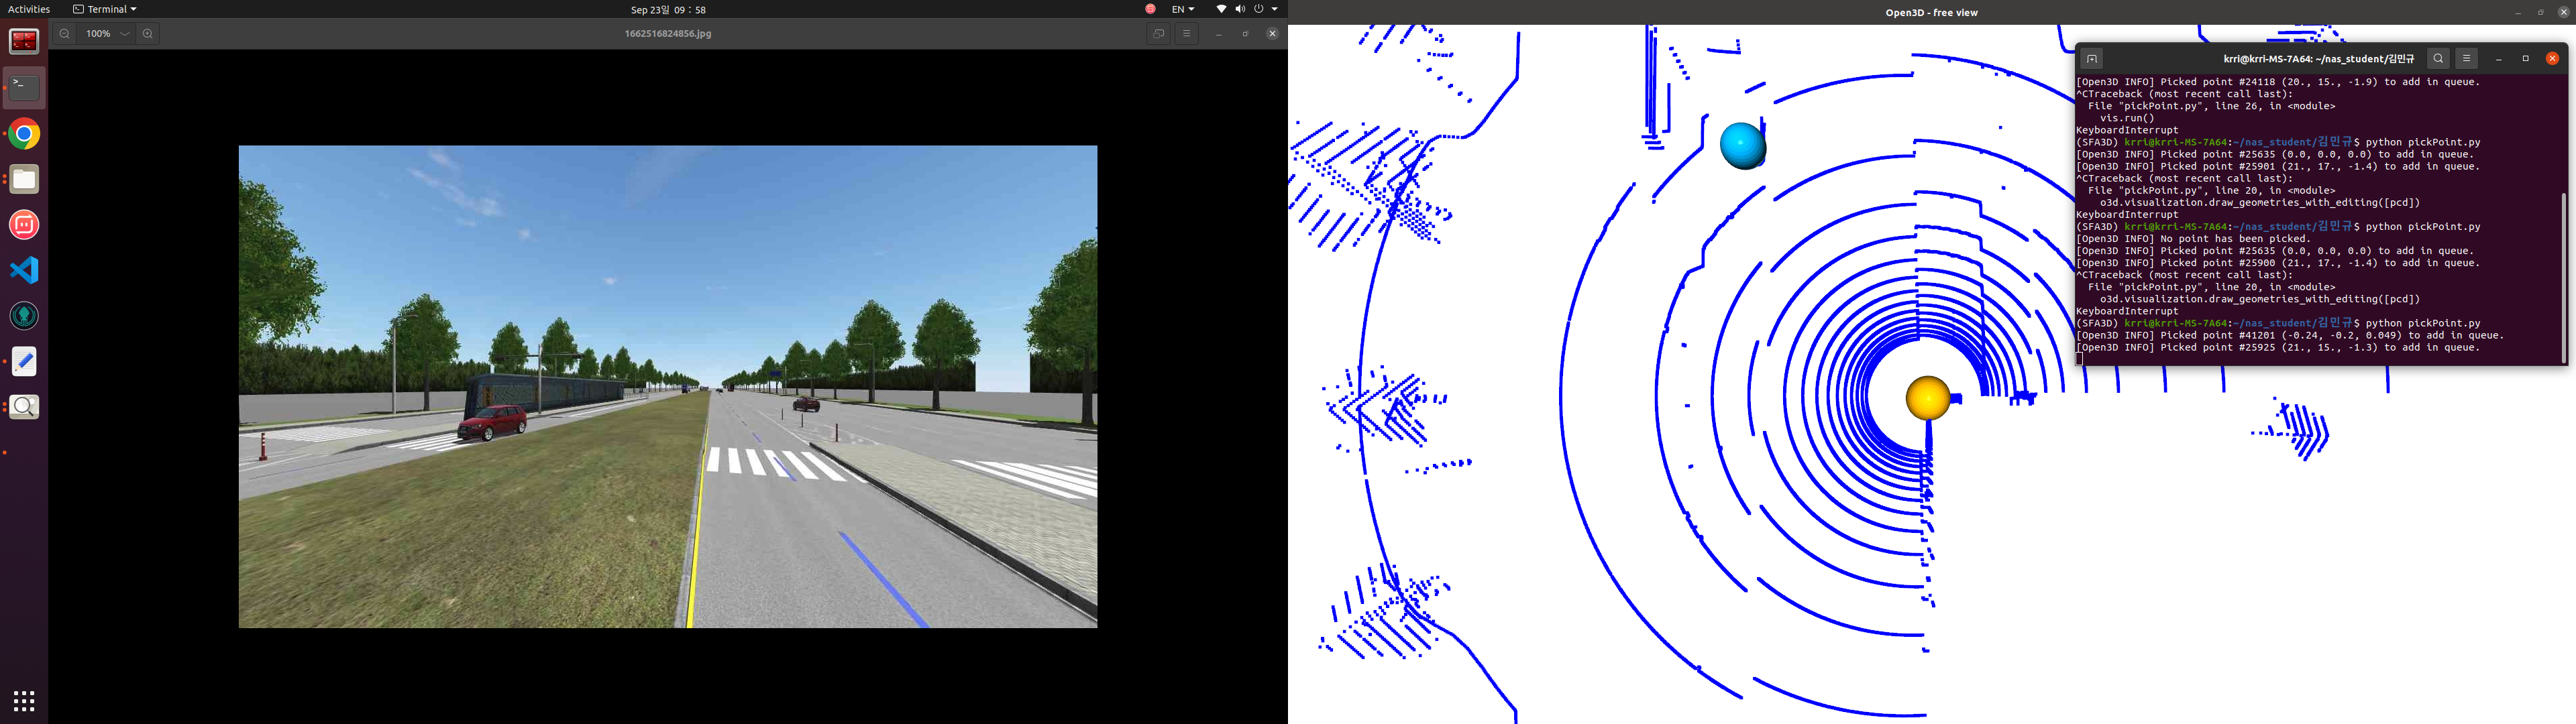 Activities
Terminal
Sep 23일 09 : 58
EN
100%
1662516824856.jpg
Open3D - free view
krri@krri-MS-7A64: ~/nas_student/김민규
[Open3D INFO] Picked point #24118 (20., 15., -1.9) to add in queue.
^CTraceback (most recent call last):
File "pickPoint.py", line 26, in <module>
vis.run()
KeyboardInterrupt
(SFA3D) krri@krri-MS-7A64:~/nas_student/김민규$ python pickPoint.py
[Open3D INFO] Picked point #25635 (0.0, 0.0, 0.0) to add in queue.
[Open3D INFO] Picked point #25901 (21., 17., -1.4) to add in queue.
^CTraceback (most recent call last):
File "pickPoint.py", line 20, in <module>
o3d.visualization.draw_geometries_with_editing([pcd])
KeyboardInterrupt
(SFA3D) krri@krri-MS-7A64:~/nas_student/김민규$ python pickPoint.py
[Open3D INFO] No point has been picked.
[Open3D INFO] Picked point #25635 (0.0, 0.0, 0.0) to add in queue.
[Open3D INFO] Picked point #25900 (21., 17., -1.4) to add in queue.
^CTraceback (most recent call last):
File "pickPoint.py", line 20, in <module>
o3d.visualization.draw_geometries_with_editing([pcd])
KeyboardInterrupt
(SFA3D) krri@krri-MS-7A64:~/nas_student/김민규$ python pickPoint.py
[Open3D INFO] Picked point #41201 (-0.24, -0.2, 0.049) to add in queue.
[Open3D INFO] Picked point #25925 (21., 15., -1.3) to add in queue.